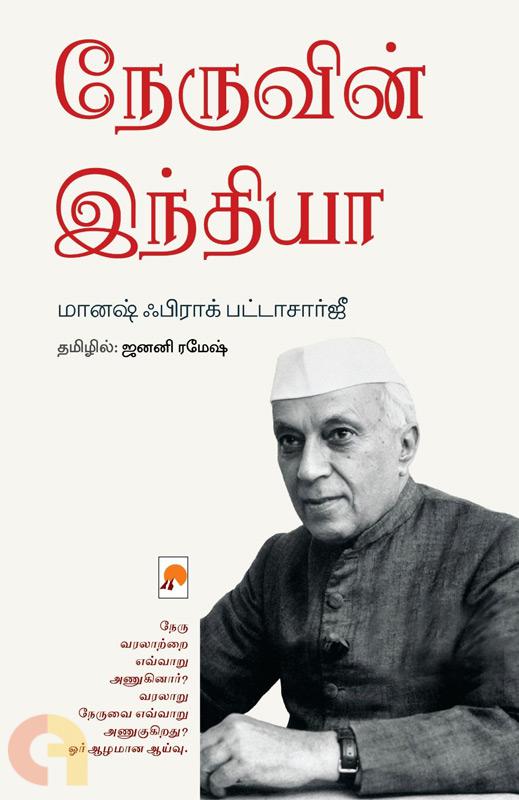 நேருவின்
இந்தியா
மானஷ் ஃபிராக் பட்டாசார்ஜீ
தமிழில்: ஜனனி ரமேஷ்
நேரு
வரலாற்றை
எவ்வாறு
அணுகினார்?
வரலாறு
நேருவை எவ்வாறு
அணுகுகிறது?
ஓர் ஆழமான ஆய்வு.